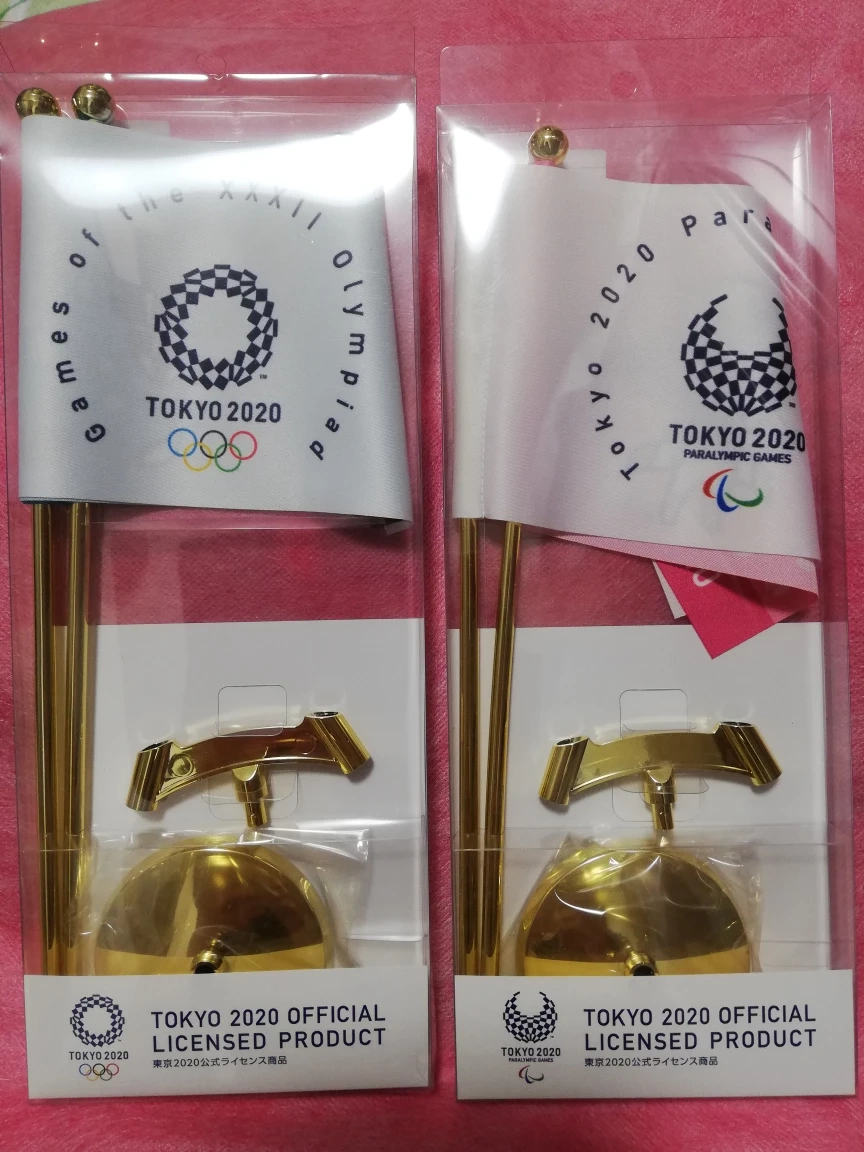 Games of the XXXII Olympiad
TOKYO 2020
Tokyo 2020 Para
TOKYO 2020
PARALYMPIC GAMES
TOKYO 2020
TOKYO 2020 OFFICIAL
LICENSED PRODUCT
東京2020公式ライセンス商品
TOKYO 2020
PARALYMPIC GAMES
TOKYO 2020 OFFICIAL
LICENSED PRODUCT
東京2020公式ライセンス商品